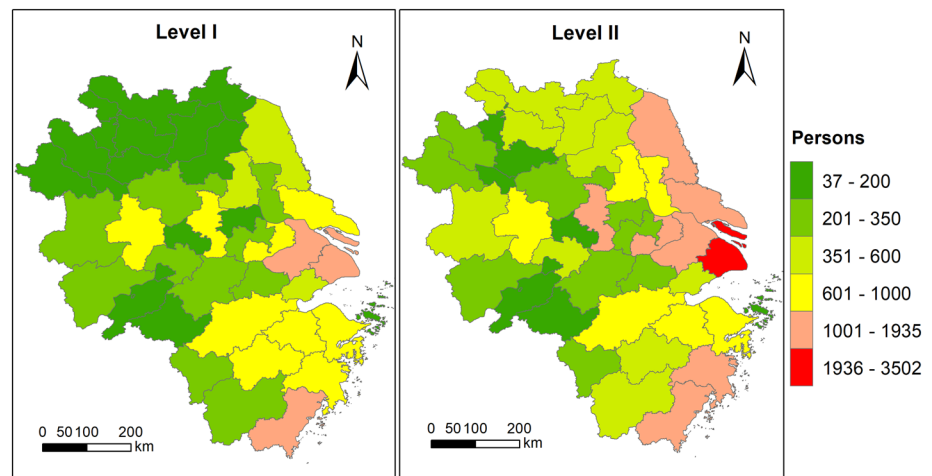 Level I
N
0 50 100 200
km
Level II
N
0 50 100 200
km
Persons
37 - 200
201 - 350
351 - 600
601 - 1000
1001 - 1935
1936 - 3502